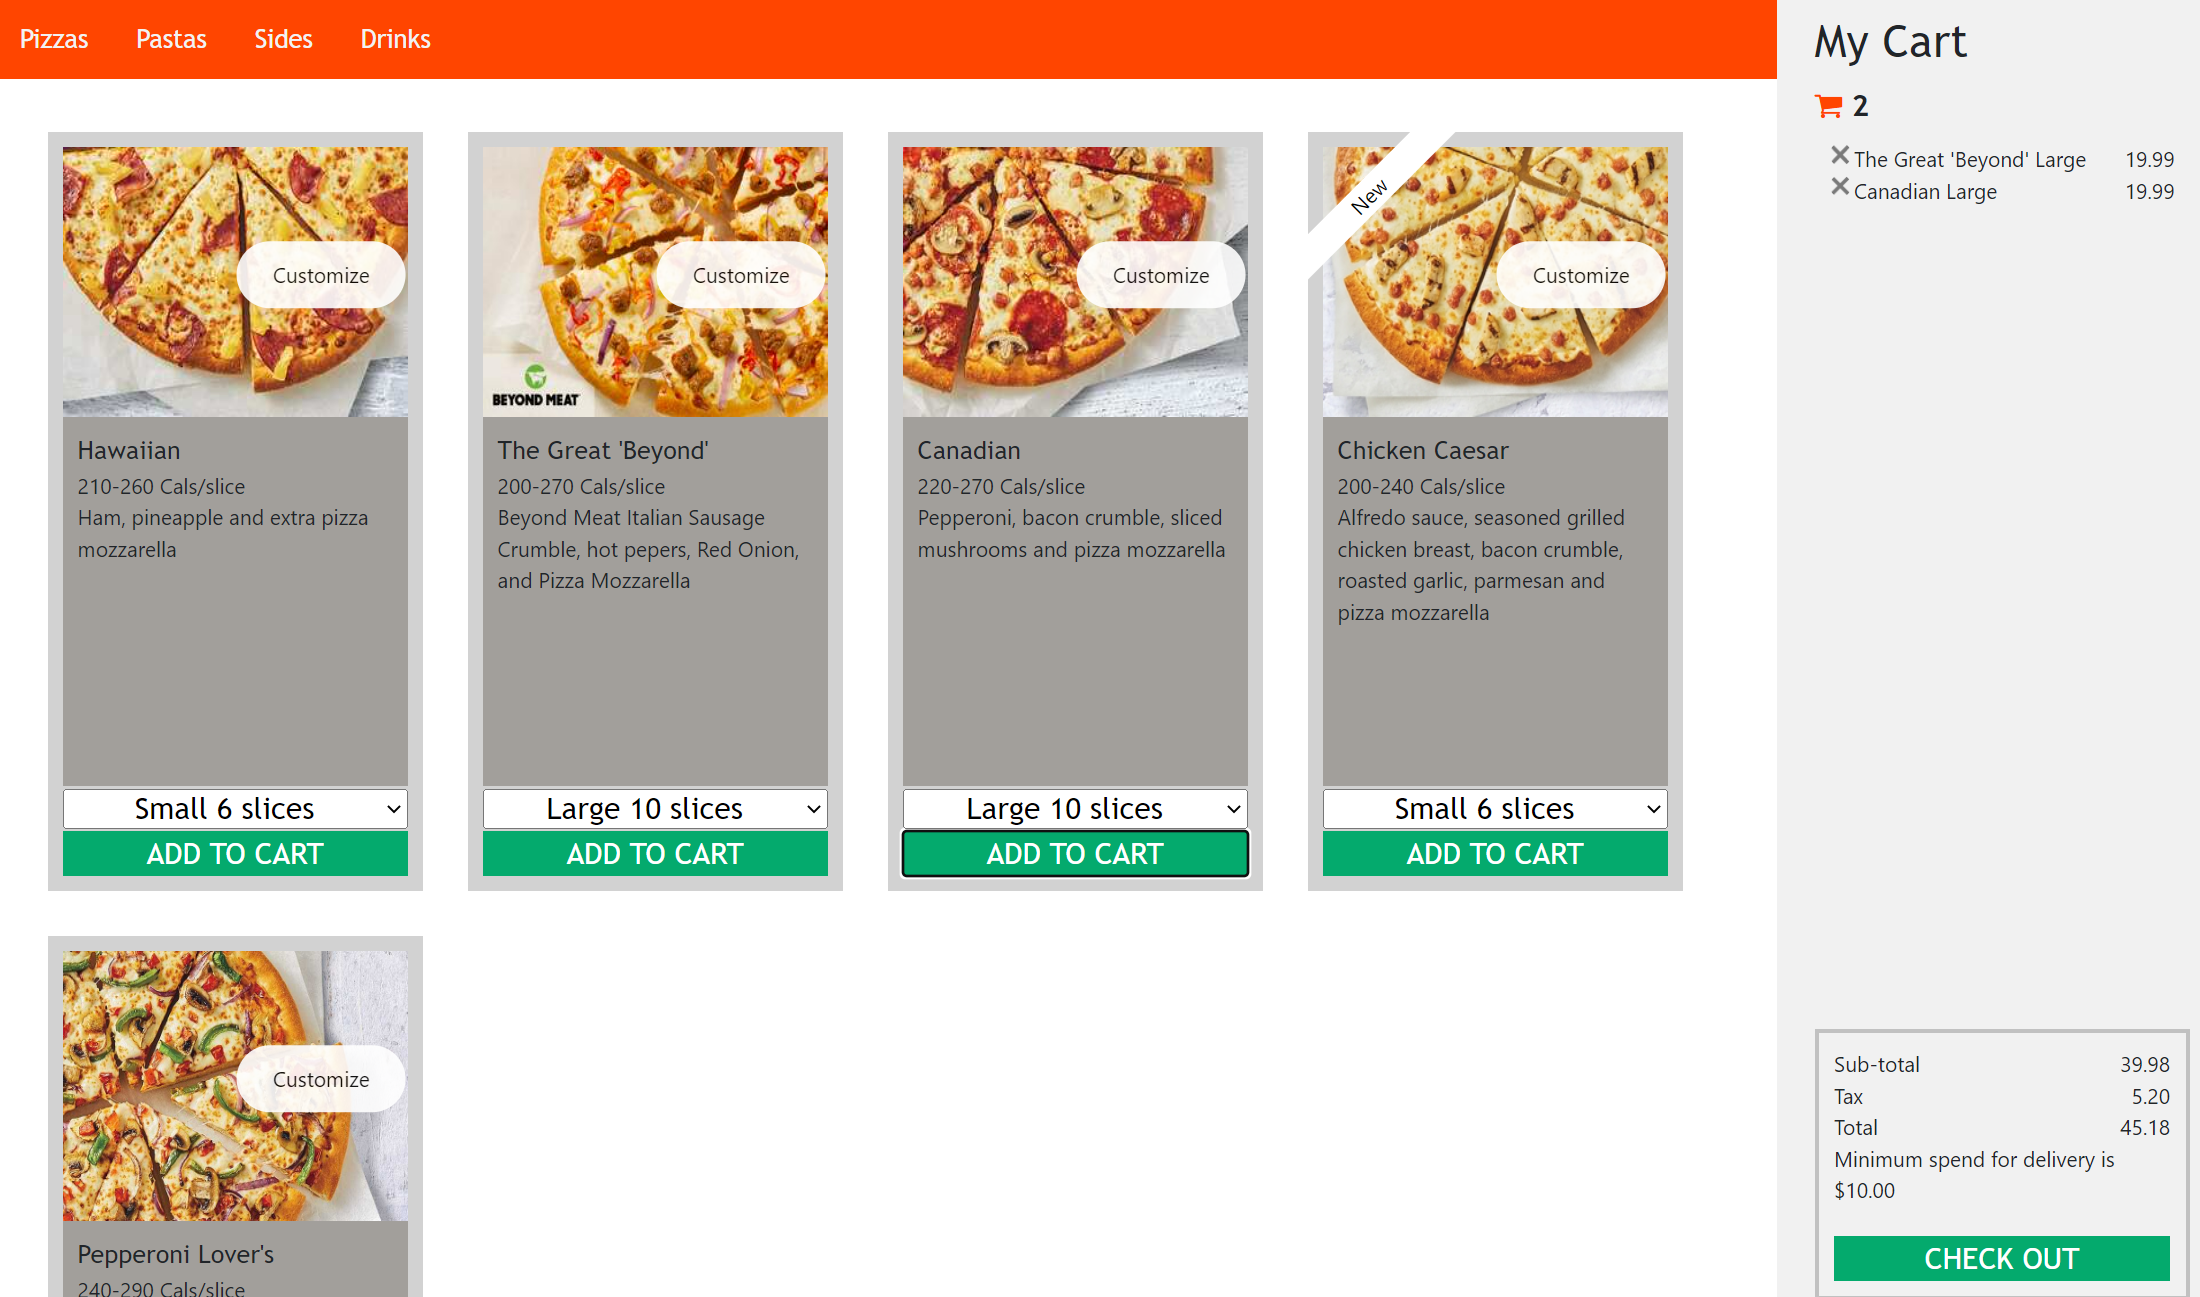 Pizzas Pastas Sides Drinks
New
Customize
BEYOND MEAT
Hawaiian
210-260 Cals/slice
Ham, pineapple and extra pizza
mozzarella
Small 6 slices
ADD TO CART
Customize
The Great 'Beyond'
200-270 Cals/slice
Beyond Meat Italian Sausage
Crumble, hot pepers, Red Onion,
and Pizza Mozzarella
Large 10 slices
ADD TO CART
Customize
Canadian
220-270 Cals/slice
Pepperoni, bacon crumble, sliced
mushrooms and pizza mozzarella
Large 10 slices
ADD TO CART
Customize
Chicken Caesar
200-240 Cals/slice
Alfredo sauce, seasoned grilled
chicken breast, bacon crumble,
roasted garlic, parmesan and
pizza mozzarella
Small 6 slices
ADD TO CART
Customize
Pepperoni Lover's
240-290 Cals/slice
My Cart
2
The Great 'Beyond' Large 19.99
Canadian Large 19.99
Sub-total 39.98
Tax 5.20
Total 45.18
Minimum spend for delivery is
$10.00
CHECK OUT